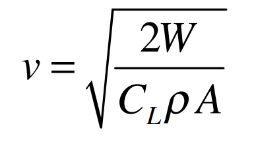 v = √(2W / (C_L ρ A))